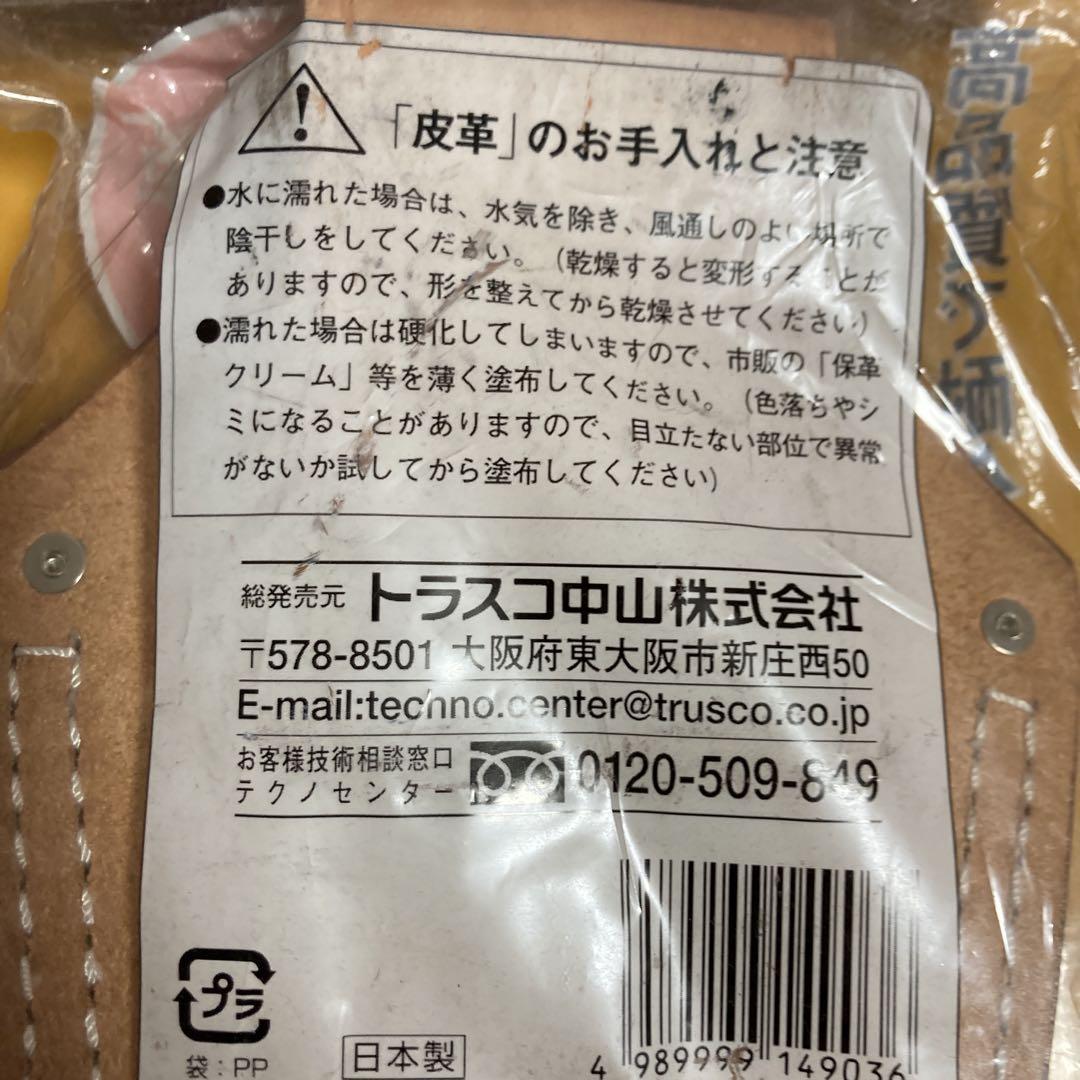 「皮革」のお手入れと注意
●水に濡れた場合は、水気を除き、風通しのよい場所で
陰干しをしてください。（乾燥すると変形することが
ありますので、形を整えてから乾燥させてください）
●濡れた場合は硬化してしまいますので、市販の「保革
クリーム」等を薄く塗布してください。（色落ちやシ
ミになることがありますので、目立たない部位で異常
がないか試してから塗布してください）
総発売元 トラスコ中山株式会社
〒578-8501 大阪府東大阪市新庄西50
E-mail:techno.center@trusco.co.jp
お客様技術相談窓口
テクノセンター
0120-509-849
プラ
袋：PP
日本製
4 989999 149036
高品質